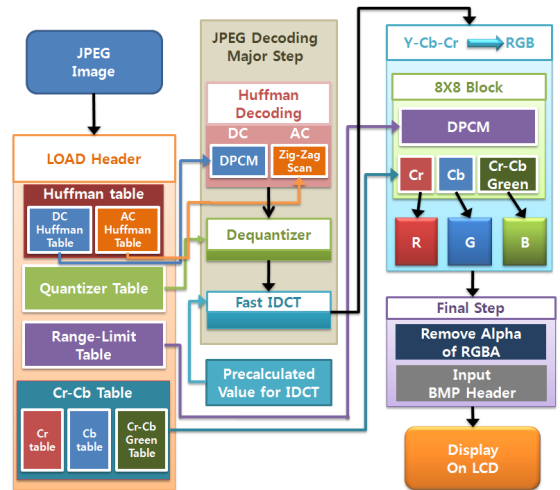 JPEG
Image
LOAD Header
Huffman table
DC
Huffman
Table
AC
Huffman
Table
Quantizer Table
Range-Limit
Table
Cr-Cb Table
Cr
table
Cb
table
Cr-Cb
Green
Table
JPEG Decoding
Major Step
Huffman
Decoding
DC
AC
DPCM
Zig-Zag
Scan
Dequantizer
Fast IDCT
Precalculated
Value for IDCT
Y-Cb-Cr RGB
8X8 Block
DPCM
Cr
Cb
Cr-Cb
Green
R
G
B
Final Step
Remove Alpha
of RGBA
Input
BMP Header
Display
On LCD